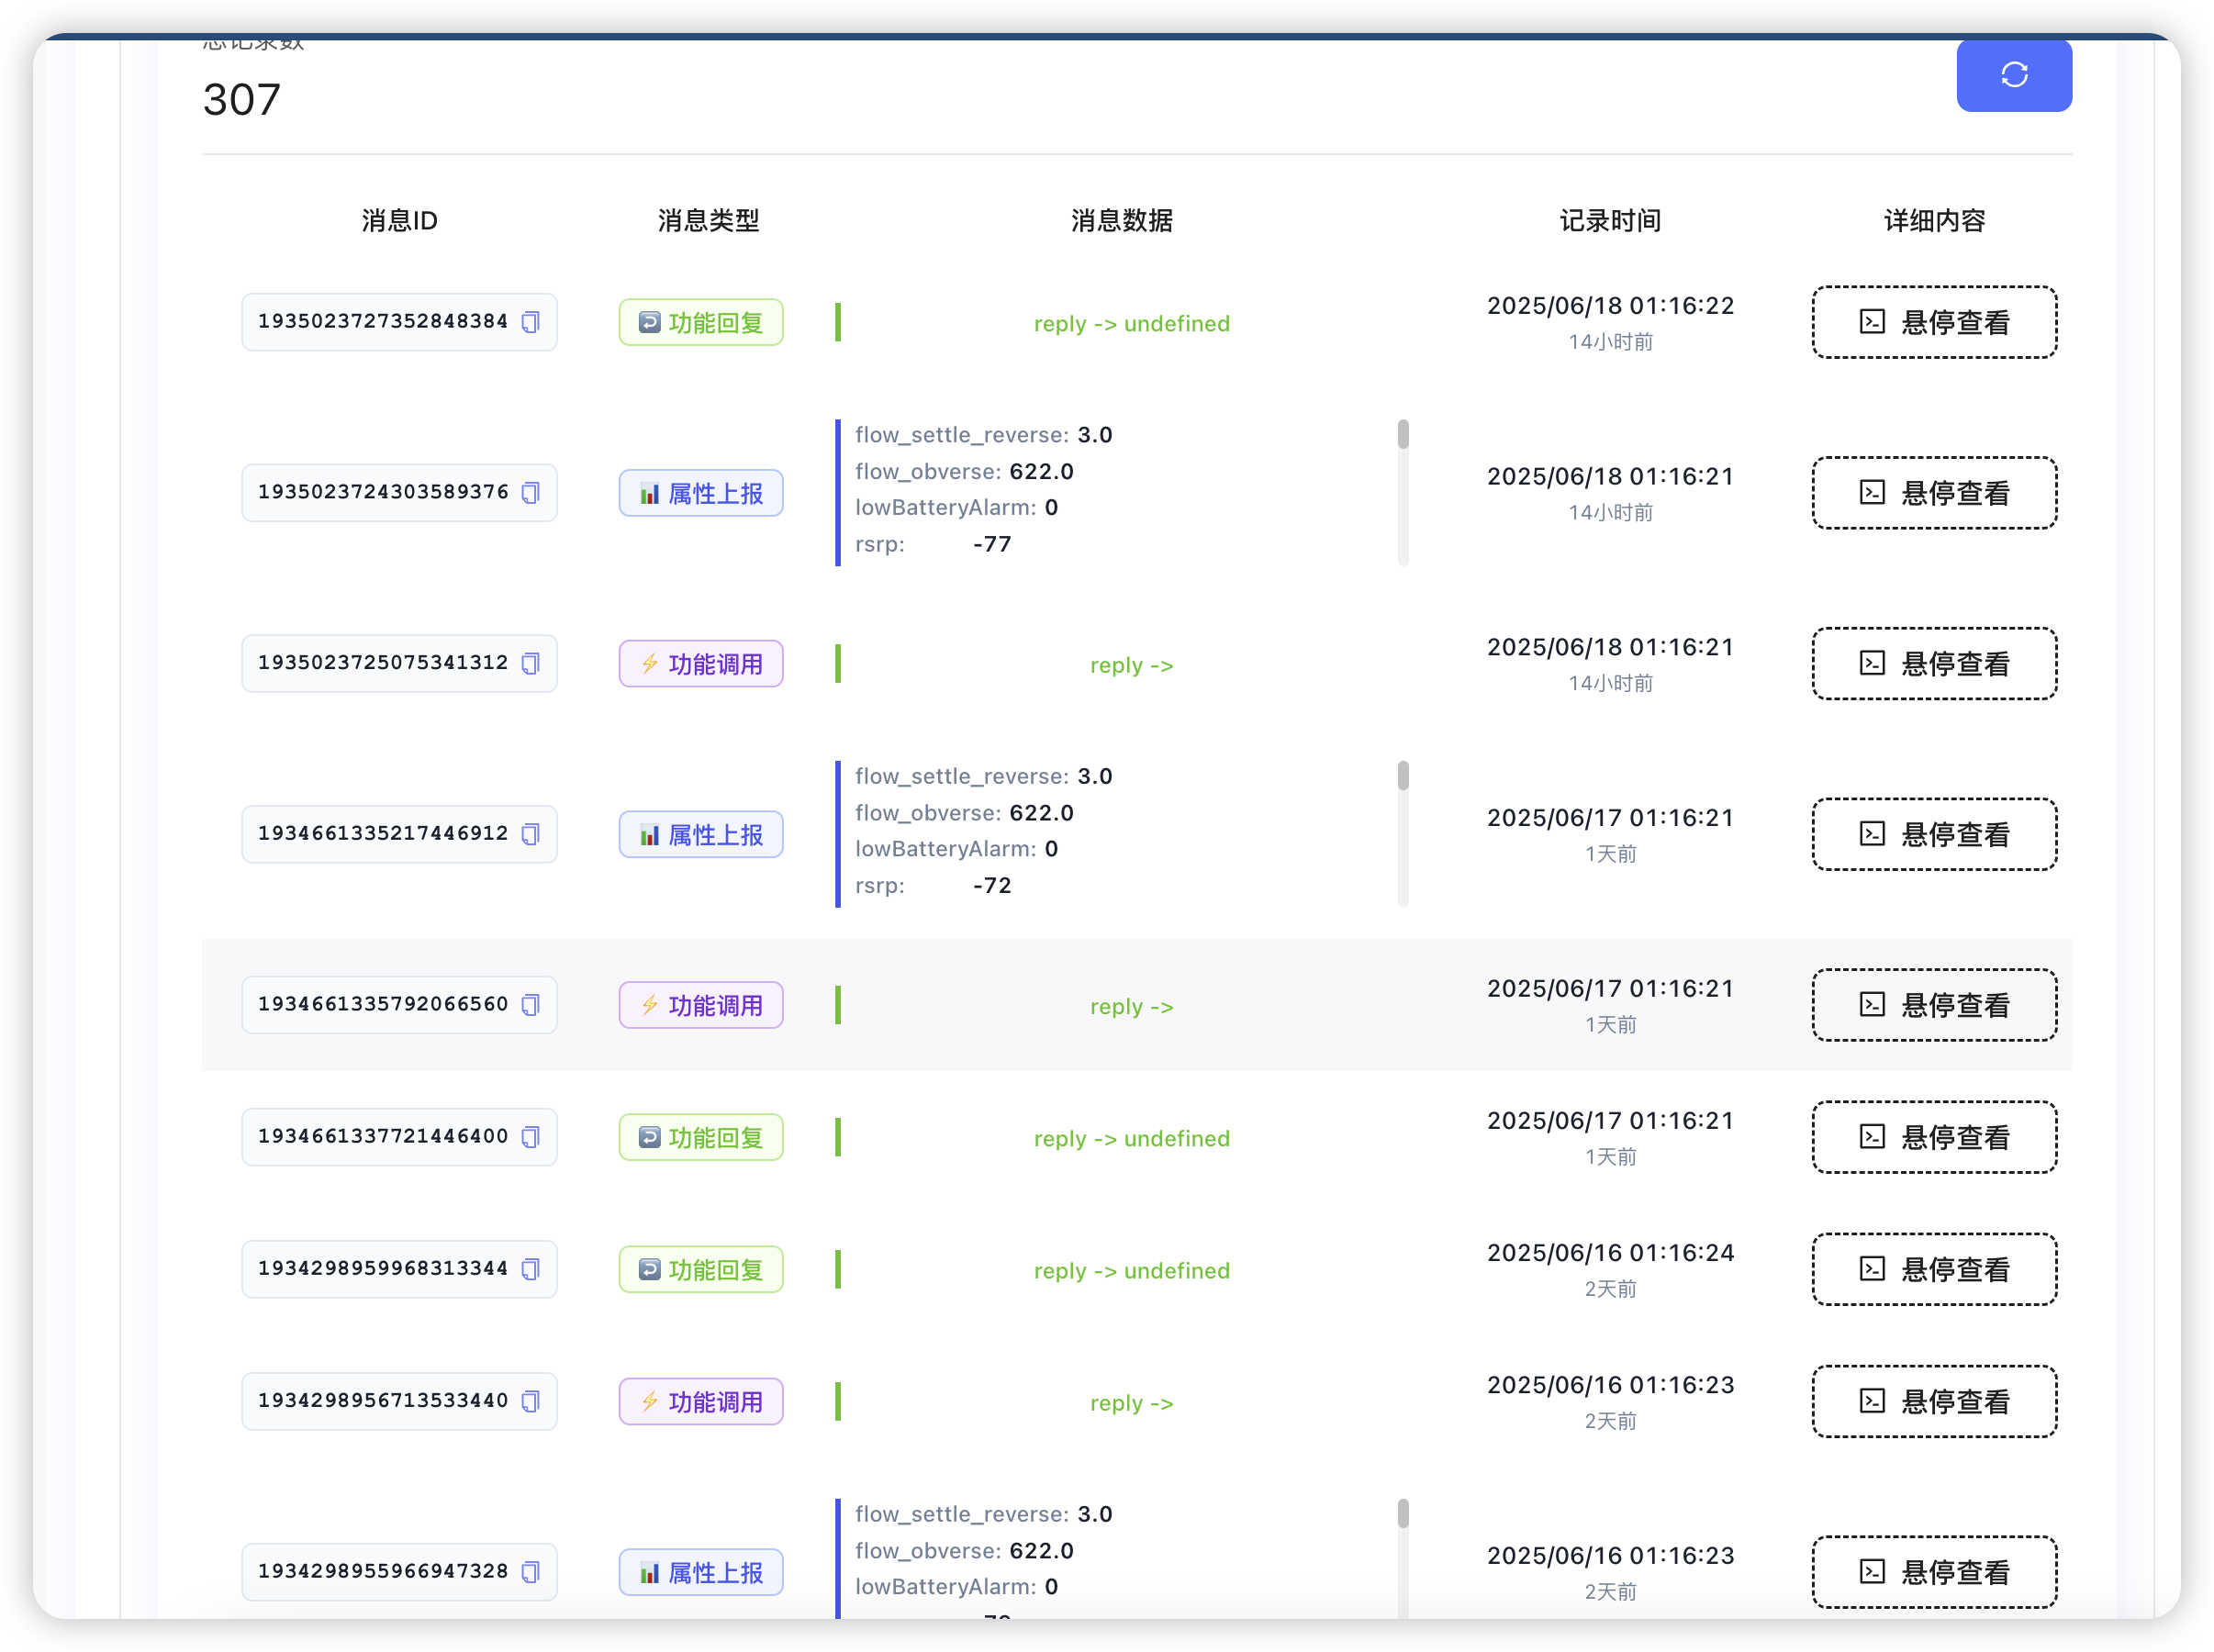 总记录数
307
消息ID 消息类型 消息数据 记录时间 详细内容
1935023727352848384 功能回复 reply -> undefined 2025/06/18 01:16:22 悬停查看
14小时前
flow_settle_reverse: 3.0
flow_obverse: 622.0
1935023724303589376 属性上报 2025/06/18 01:16:21 悬停查看
lowBatteryAlarm: 0
14小时前
rsrp: -77
1935023725075341312 功能调用 reply -> 2025/06/18 01:16:21 悬停查看
14小时前
flow_settle_reverse: 3.0
flow_obverse: 622.0
1934661335217446912 属性上报 2025/06/17 01:16:21 悬停查看
lowBatteryAlarm: 0
1天前
rsrp: -72
1934661335792066560 功能调用 reply -> 2025/06/17 01:16:21 悬停查看
1天前
1934661337721446400 功能回复 reply -> undefined 2025/06/17 01:16:21 悬停查看
1天前
1934298959968313344 功能回复 reply -> undefined 2025/06/16 01:16:24 悬停查看
2天前
1934298956713533440 功能调用 reply -> 2025/06/16 01:16:23 悬停查看
2天前
flow_settle_reverse: 3.0
flow_obverse: 622.0
1934298955966947328 属性上报 2025/06/16 01:16:23 悬停查看
lowBatteryAlarm: 0
2天前